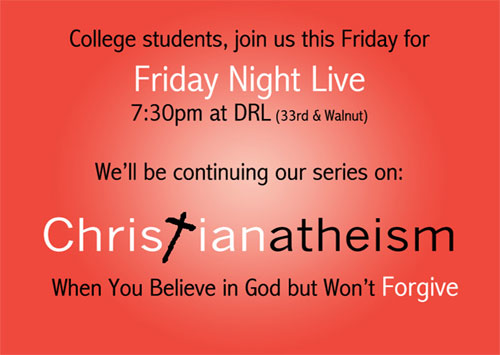 College students, join us this Friday for
Friday Night Live
7:30pm at DRL (33rd & Walnut)
We'll be continuing our series on:
Christianatheism
When You Believe in God but Won't Forgive